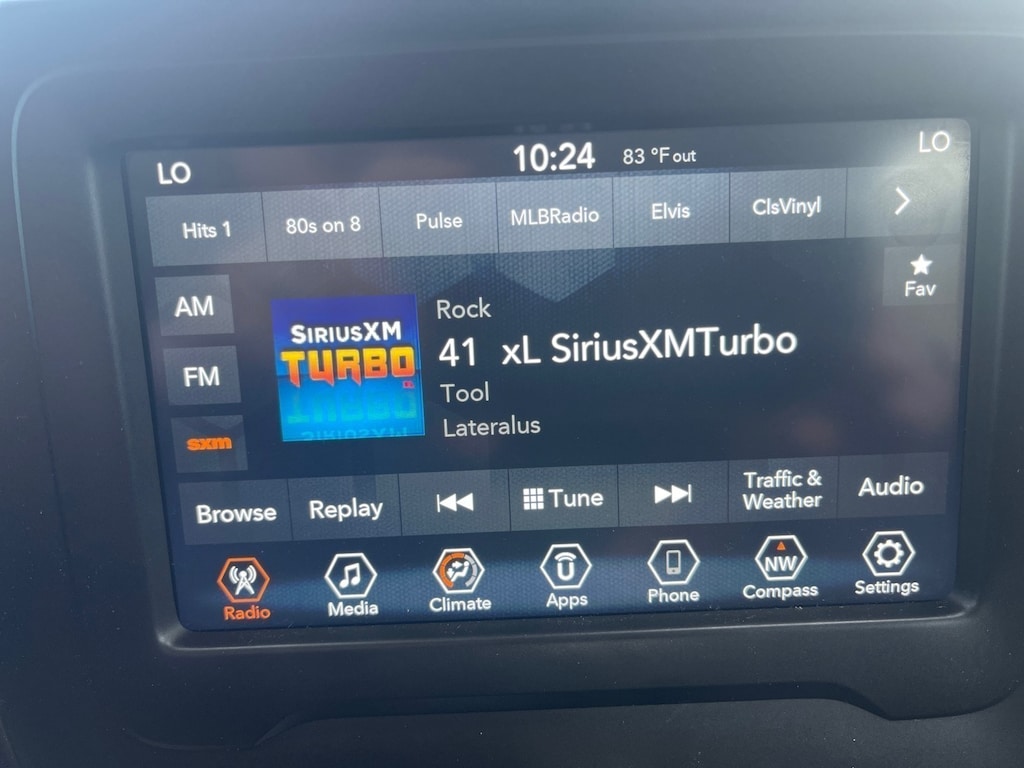 LO 10:24 83 °F out LO
Hits 1 80s on 8 Pulse MLBRadio Elvis ClsVinyl
Fav
AM
FM
sxm
SIRIUSXM
TURBO
Rock
41 xL SiriusXMTurbo
Tool
Lateralus
Browse Replay Tune Traffic & Weather Audio
Radio Media Climate Apps Phone NW Compass Settings